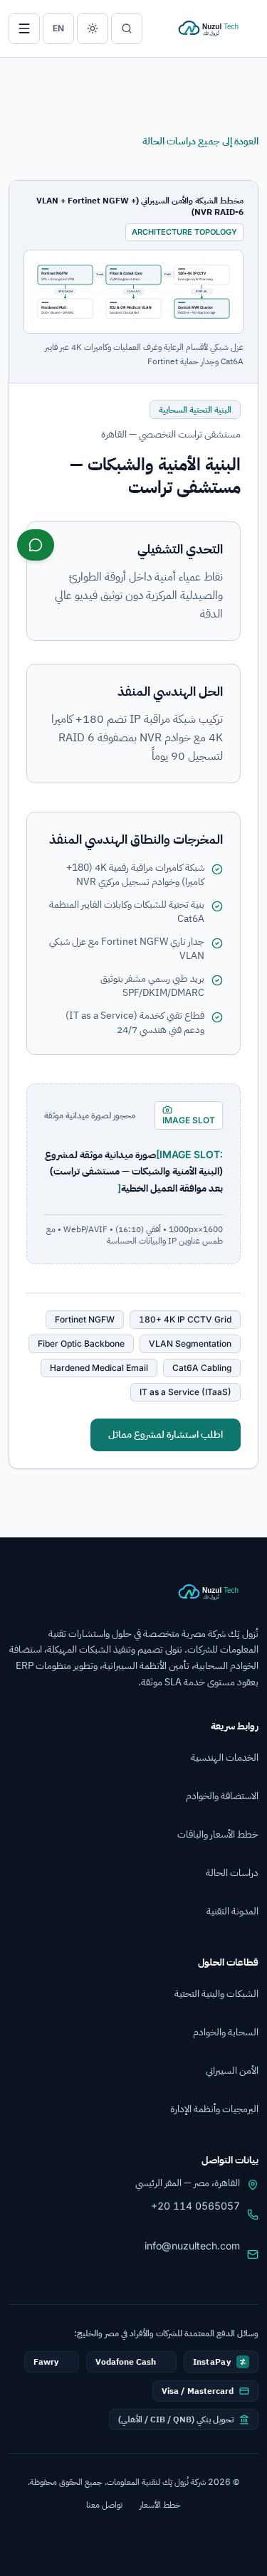 Nuzul Tech
نُزول تِك
EN
العودة إلى جميع دراسات الحالة
مخطط الشبكة والأمن السيبراني (VLAN + Fortinet NGFW +
NVR RAID-6)
ARCHITECTURE TOPOLOGY
عزل شبكي لأقسام الرعاية وغرف العمليات وكاميرات 4K عبر فايبر
Cat6A وجدار حماية Fortinet
البنية التحتية السحابية
مستشفى تراست التخصصي — القاهرة
البنية الأمنية والشبكات —
مستشفى تراست
التحدي التشغيلي
نقاط عمياء أمنية داخل أروقة الطوارئ
والصيدلية المركزية دون توثيق فيديو عالي
الدقة
الحل الهندسي المنفذ
تركيب شبكة مراقبة IP تضم 180+ كاميرا
4K مع خوادم NVR بمصفوفة RAID 6
لتسجيل 90 يوماً
المخرجات والنطاق الهندسي المنفذ
شبكة كاميرات مراقبة رقمية 4K (180+
كاميرا) وخوادم تسجيل مركزي NVR
بنية تحتية للشبكات وكابلات الفايبر المنظمة
Cat6A
جدار ناري Fortinet NGFW مع عزل شبكي
VLAN
بريد طبي رسمي مشفر بتوثيق
SPF/DKIM/DMARC
قطاع تقني كخدمة (IT as a Service)
ودعم فني هندسي 24/7
IMAGE SLOT
محجوز لصورة ميدانية موثقة
[IMAGE SLOT: صورة ميدانية موثقة لمشروع
(البنية الأمنية والشبكات — مستشفى تراست)
بعد موافقة العميل الخطية]
1600×1000px • أفقي (16:10) • WebP/AVIF • مع
طمس عناوين IP والبيانات الحساسة
180+ 4K IP CCTV Grid
Fortinet NGFW
VLAN Segmentation
Fiber Optic Backbone
Cat6A Cabling
Hardened Medical Email
IT as a Service (ITaaS)
اطلب استشارة لمشروع مماثل
Nuzul Tech
نُزول تِك
نُزول تِك شركة مصرية متخصصة في حلول واستشارات تقنية
المعلومات للشركات. نتولى تصميم وتنفيذ الشبكات المهيكلة، استضافة
الخوادم السحابية، تأمين الأنظمة السيبرانية، وتطوير منظومات ERP
بعقود مستوى خدمة SLA موثقة.
روابط سريعة
الخدمات الهندسية
الاستضافة والخوادم
خطط الأسعار والباقات
دراسات الحالة
المدونة التقنية
قطاعات الحلول
الشبكات والبنية التحتية
السحابة والخوادم
الأمن السيبراني
البرمجيات وأنظمة الإدارة
بيانات التواصل
القاهرة، مصر — المقر الرئيسي
+20 114 0565057
info@nuzultech.com
وسائل الدفع المعتمدة للشركات والأفراد في مصر والخليج:
InstaPay
Vodafone Cash
Fawry
Visa / Mastercard
تحويل بنكي (CIB / QNB / الأهلي)
© 2026 شركة نُزول تِك لتقنية المعلومات. جميع الحقوق محفوظة.
خطط الأسعار
تواصل معنا